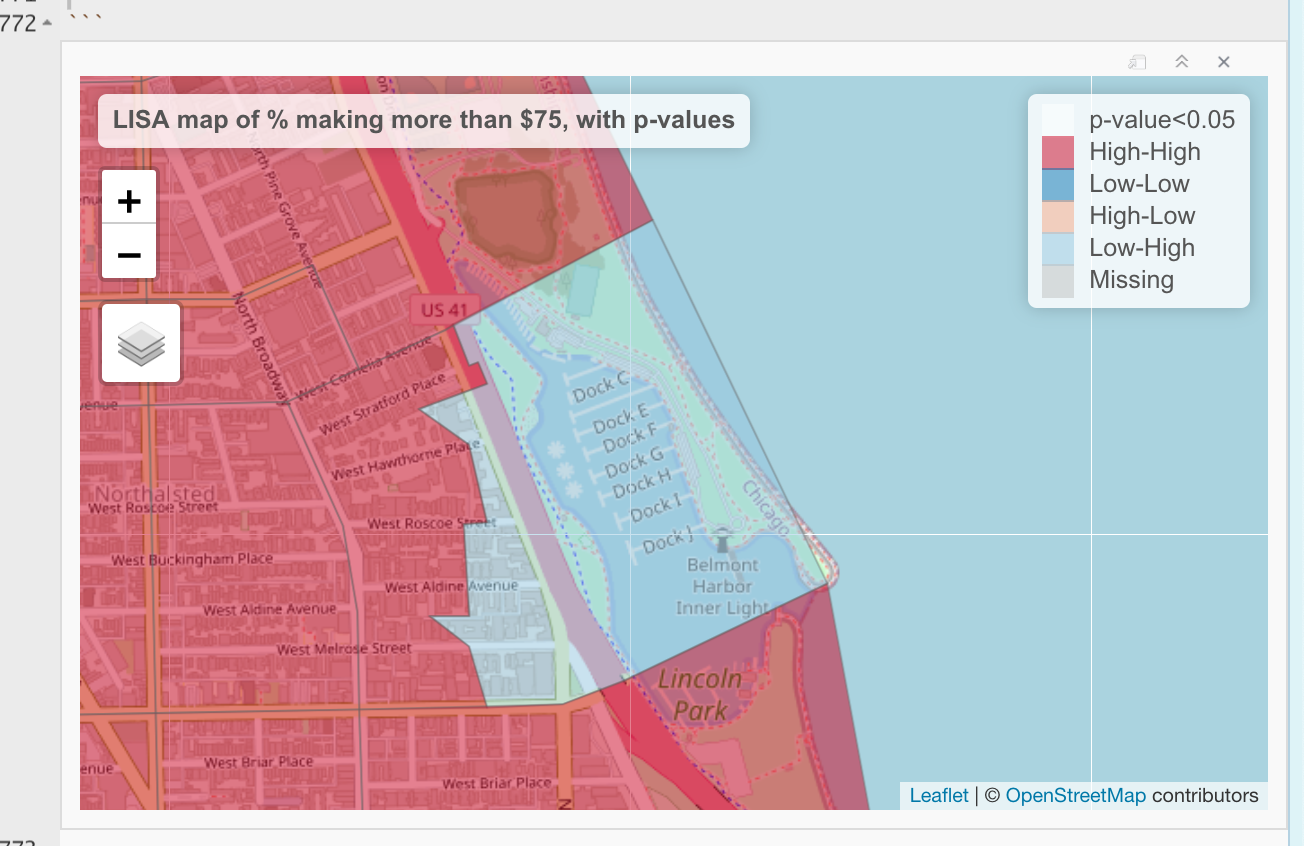 772
```
LISA map of % making more than $75, with p-values
p-value<0.05
High-High
Low-Low
High-Low
Low-High
Missing
+
−
North Pine Grove Avenue
US 41
North Broadway
West Cornelia Avenue
West Stratford Place
enue
Dock C
Dock E
Dock F
Dock G
Dock H
Dock I
Dock J
West Hawthorne Place
Northalsted
West Roscoe Street
West Roscoe Street
Chicago
West Buckingham Place
Belmont
Harbor
Inner Light
West Aldine Avenue
West Aldine Avenue
West Melrose Street
Lincoln
Park
West Briar Place
West Briar Place
enue
N
Leaflet | © OpenStreetMap contributors